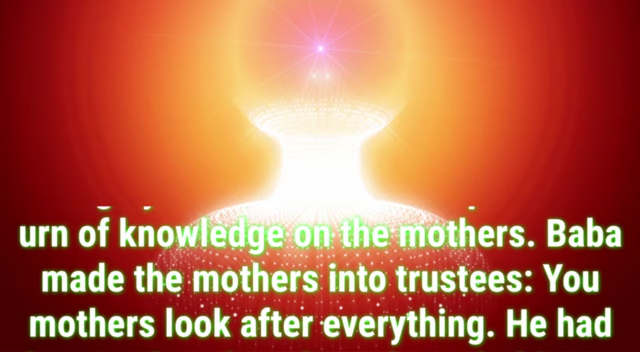 urn of knowledge on the mothers. Baba
made the mothers into trustees: You
mothers look after everything. He had